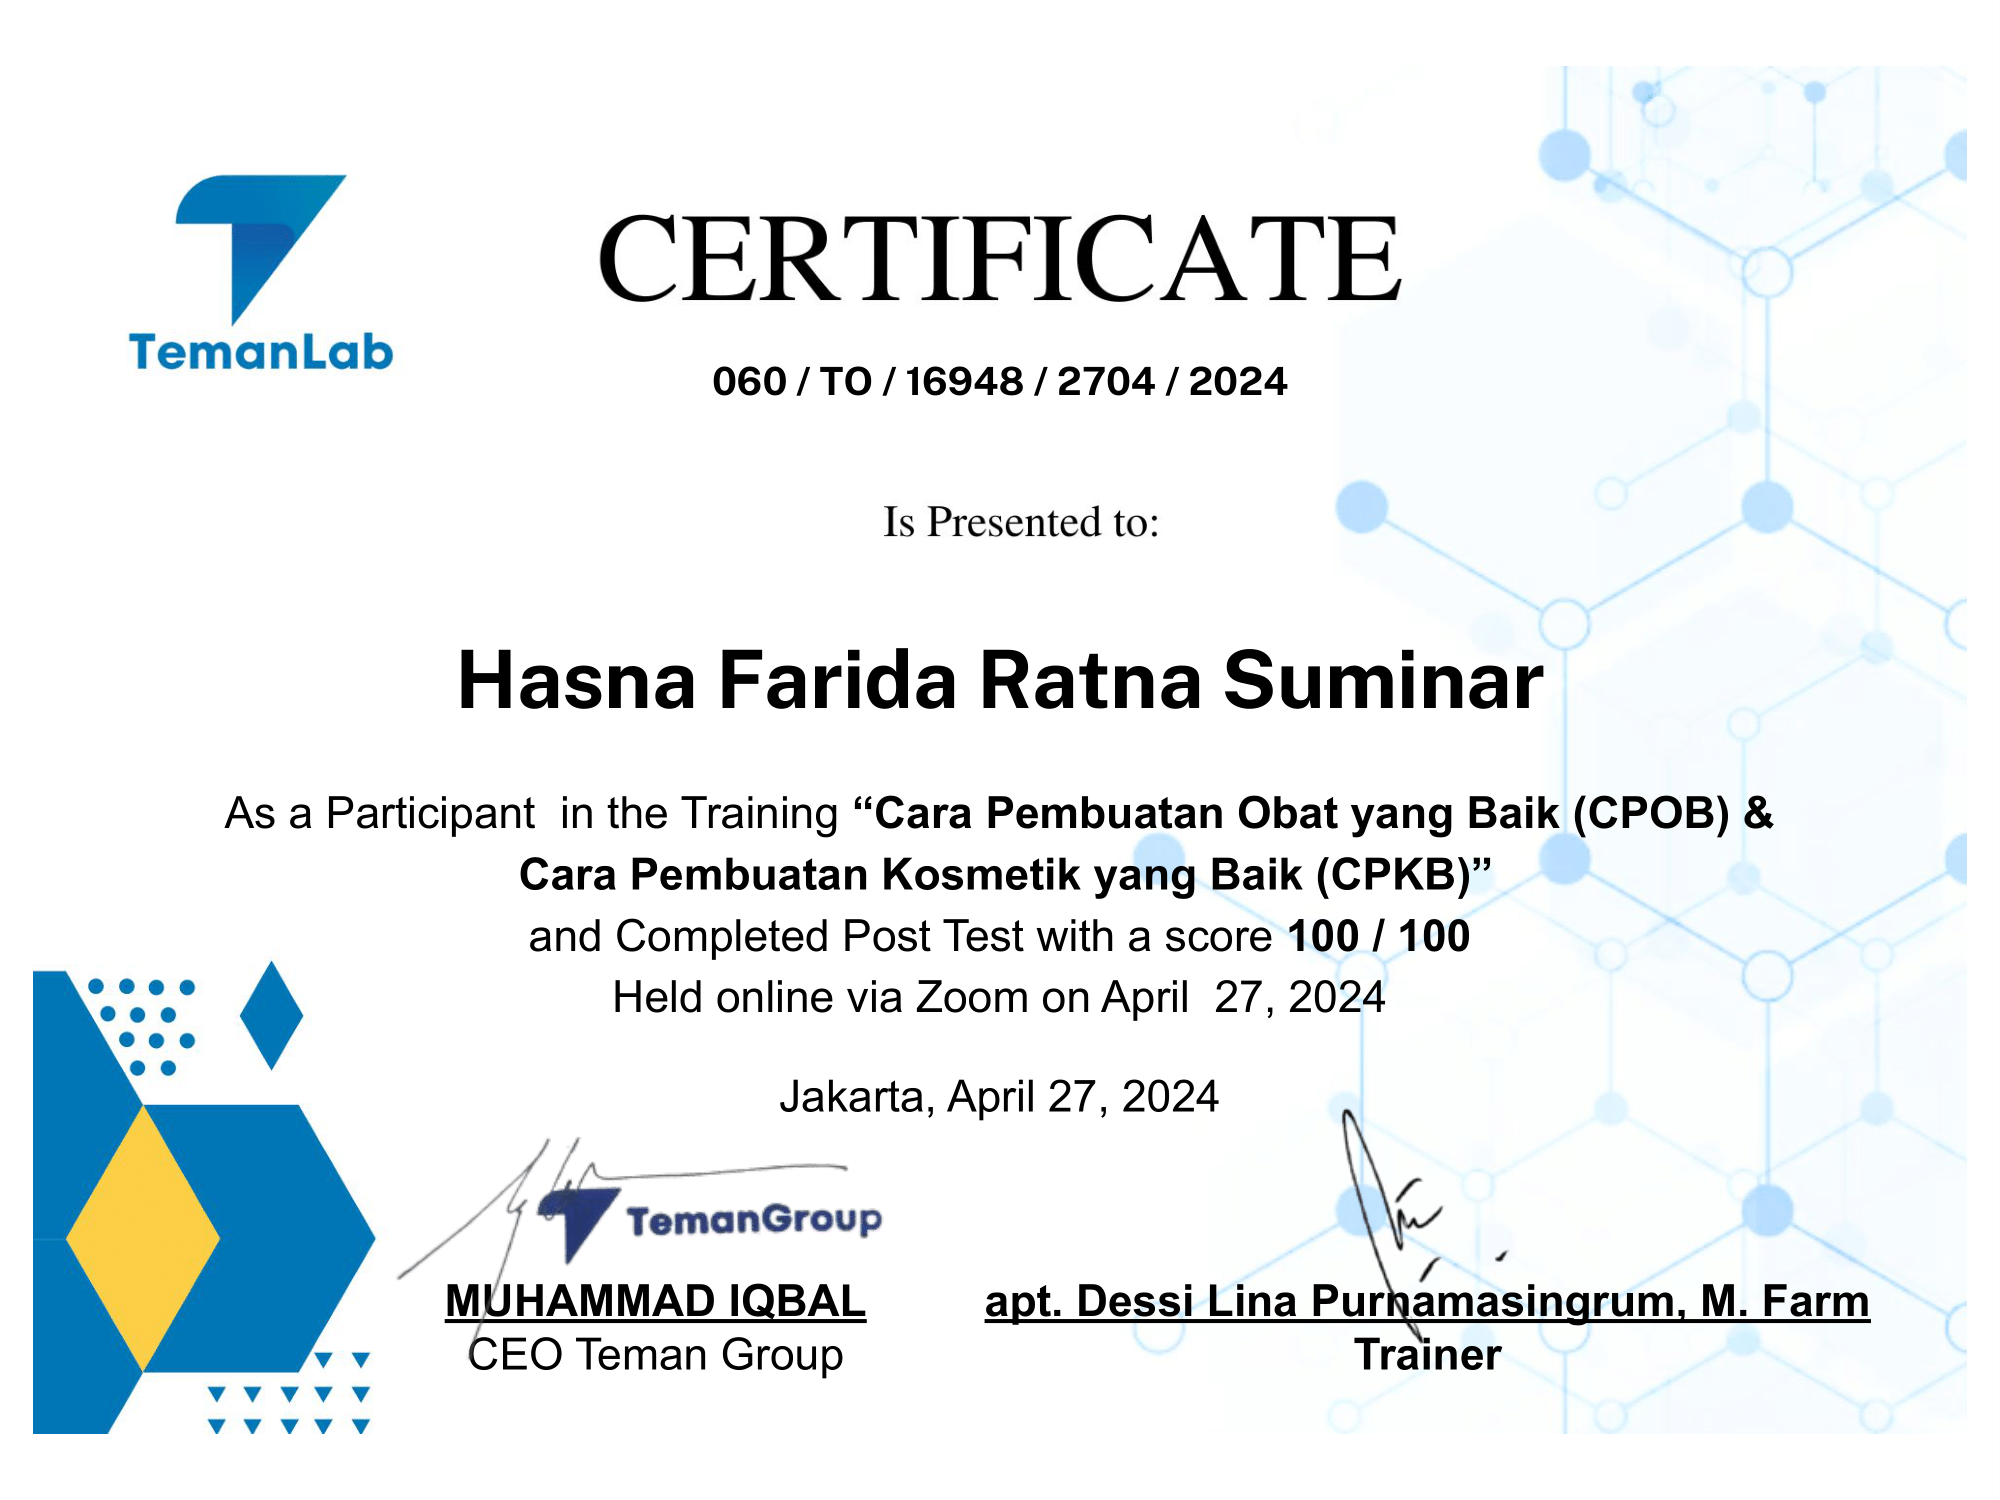 TemanLab
CERTIFICATE
060 / TO / 16948 / 2704 / 2024
Is Presented to:
Hasna Farida Ratna Suminar
As a Participant  in the Training “Cara Pembuatan Obat yang Baik (CPOB) &
Cara Pembuatan Kosmetik yang Baik (CPKB)”
and Completed Post Test with a score 100 / 100
Held online via Zoom on April  27, 2024
Jakarta, April 27, 2024
TemanGroup
MUHAMMAD IQBAL
CEO Teman Group
apt. Dessi Lina Purnamasingrum, M. Farm
Trainer